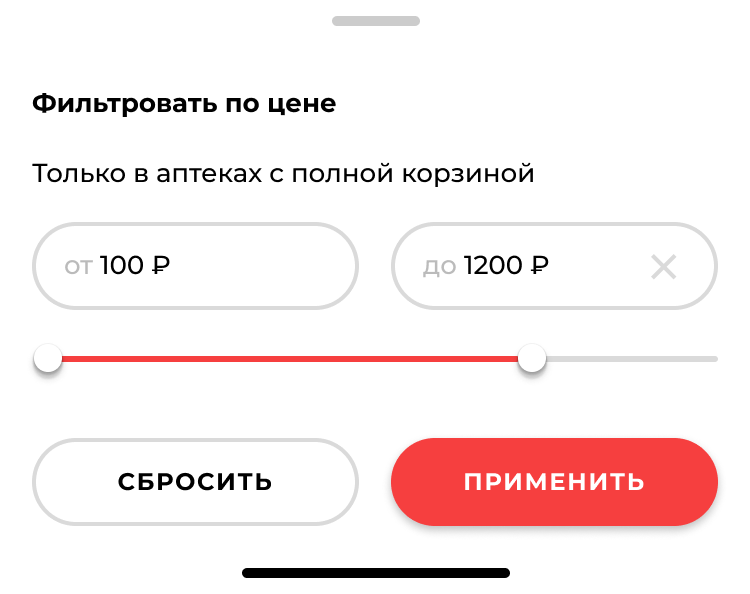 Фильтровать по цене
Только в аптеках с полной корзиной
от 100 ₽
до 1200 ₽
СБРОСИТЬ
ПРИМЕНИТЬ